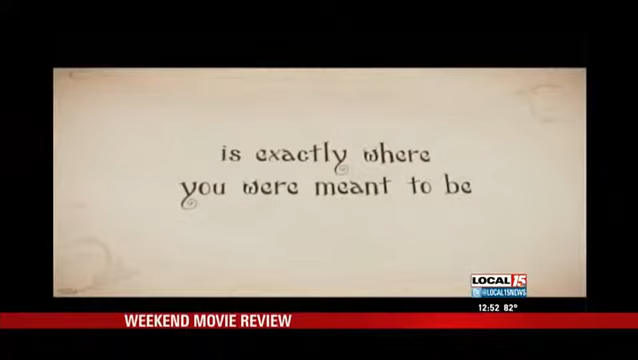 is exactly where
you were meant to be
LOCAL 15
@LOCAL15NEWS
12:52 82°
WEEKEND MOVIE REVIEW